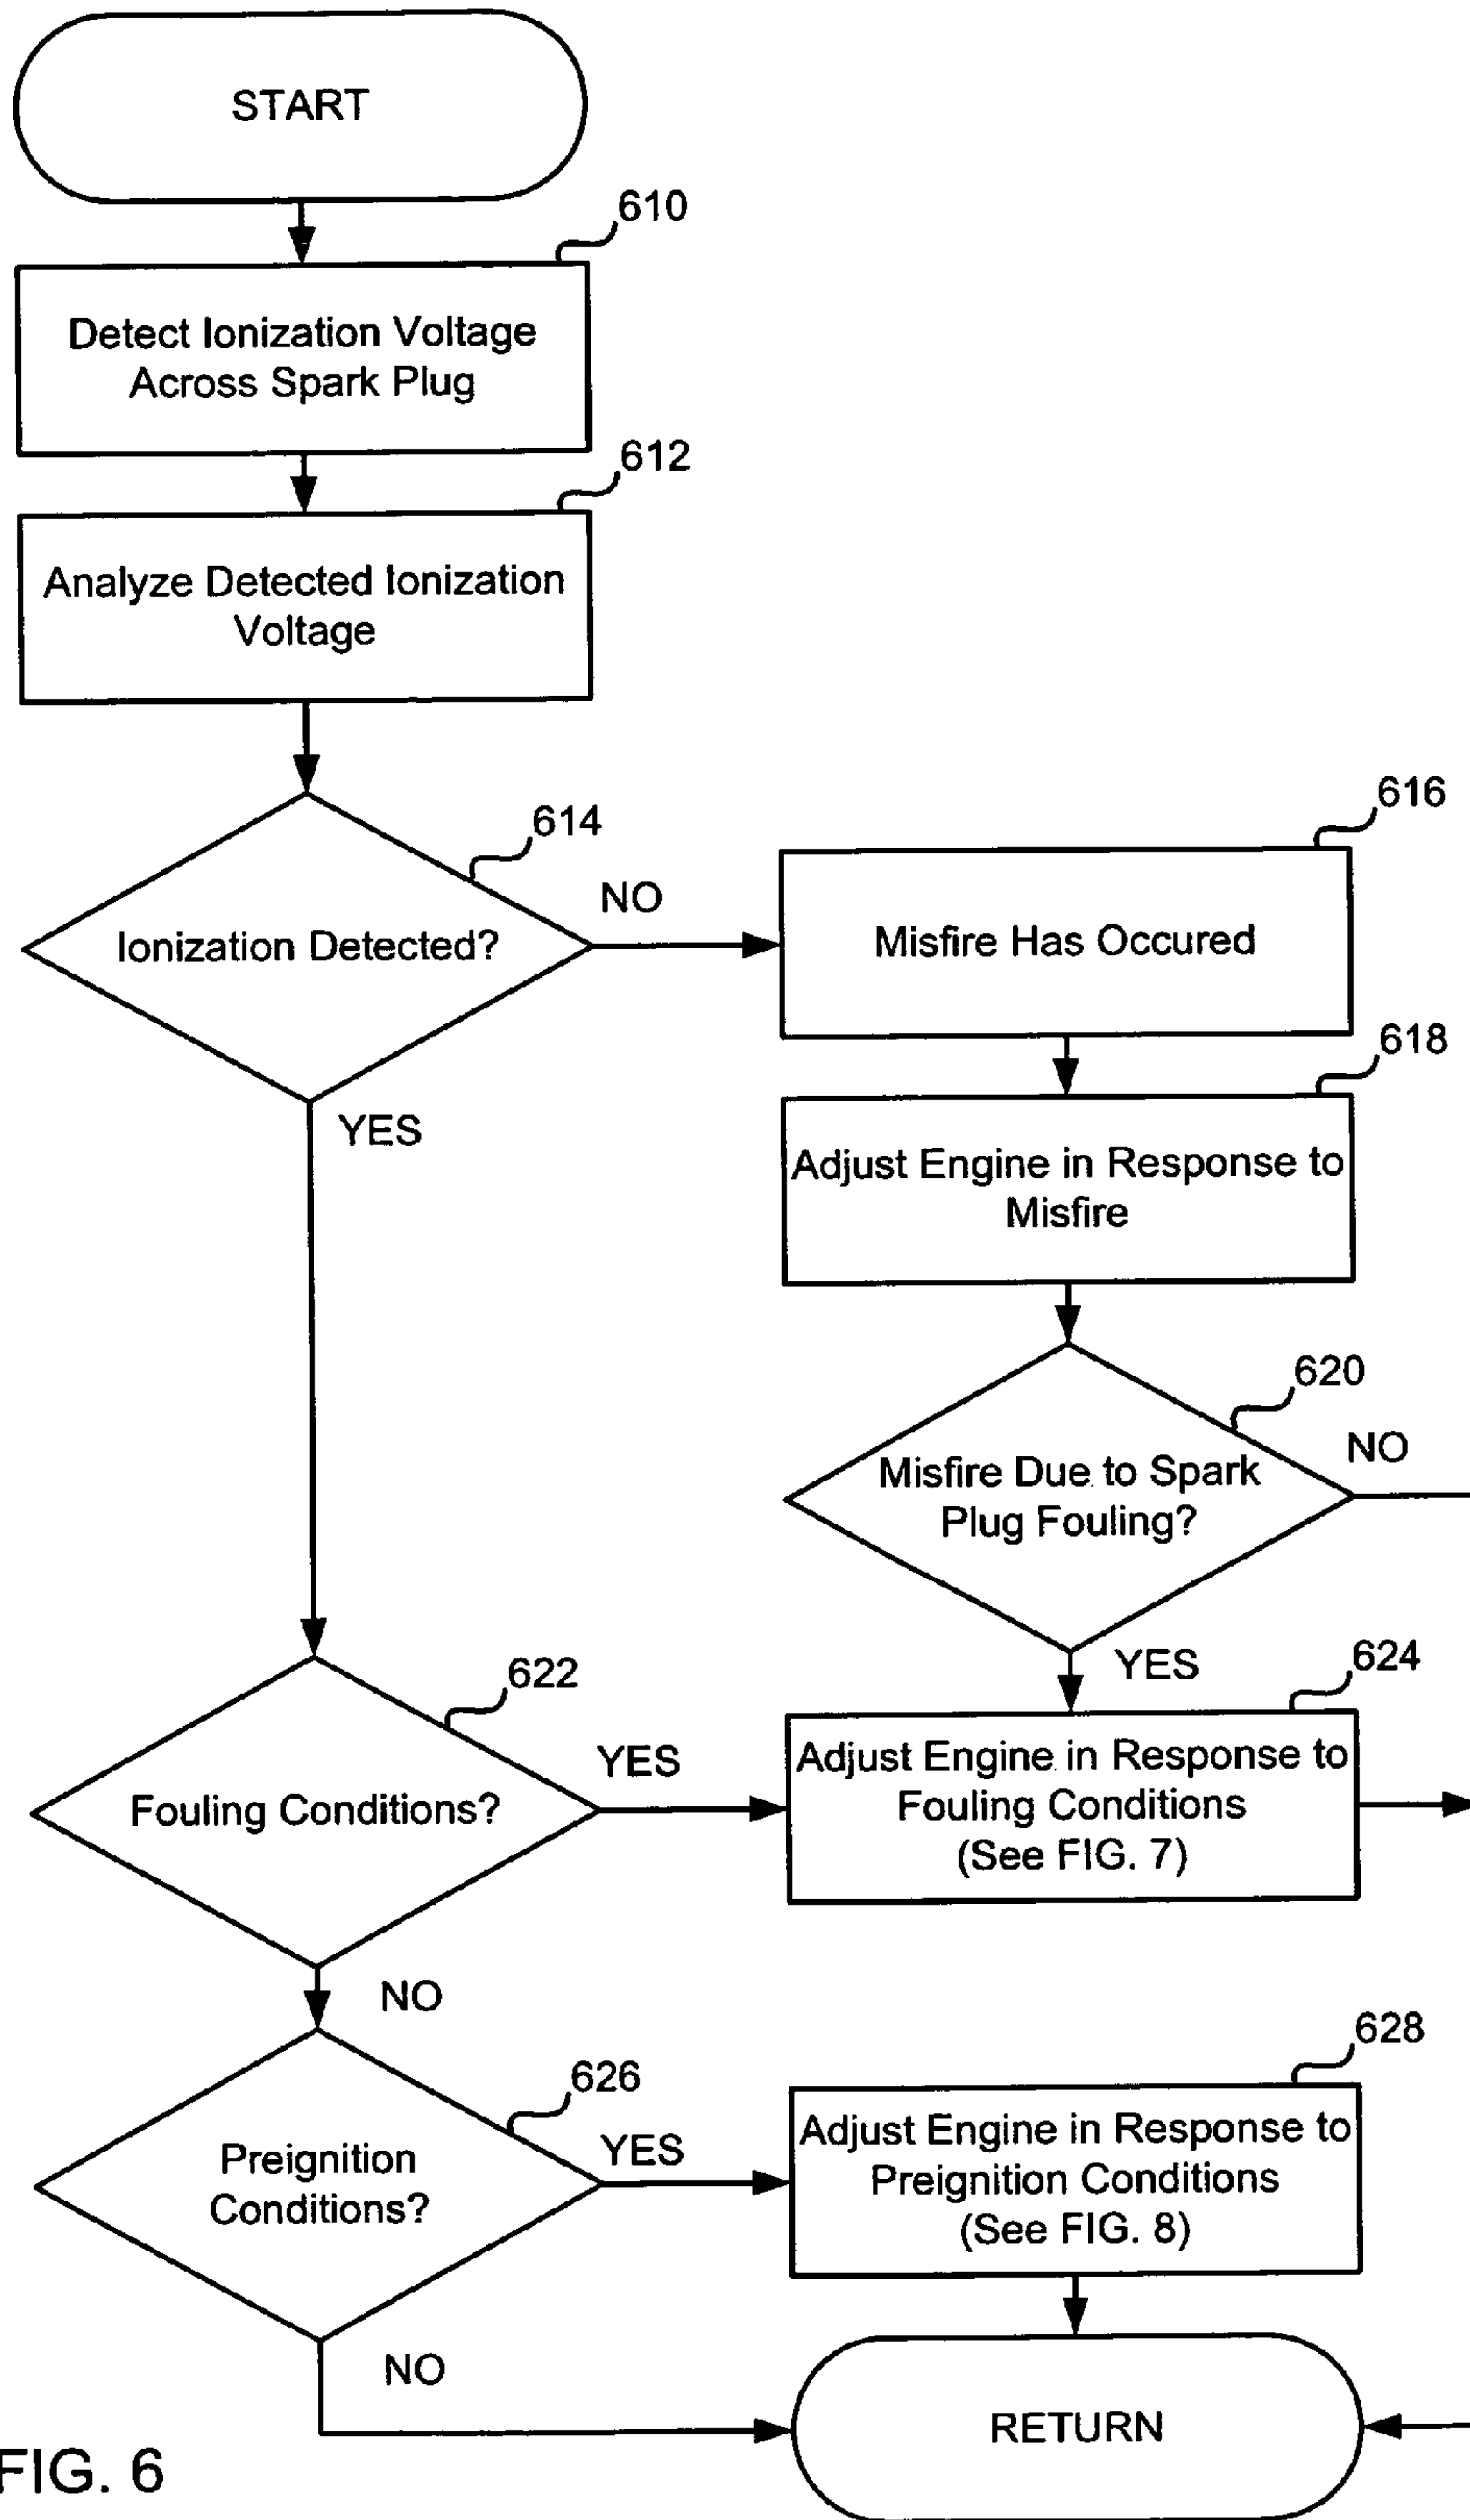 START
610
Detect Ionization Voltage
Across Spark Plug
612
Analyze Detected Ionization
Voltage
614
Ionization Detected?
NO
YES
616
Misfire Has Occured
618
Adjust Engine in Response to
Misfire
620
Misfire Due to Spark
Plug Fouling?
NO
YES
622
Fouling Conditions?
YES
NO
624
Adjust Engine in Response to
Fouling Conditions
(See FIG. 7)
626
Preignition
Conditions?
YES
NO
628
Adjust Engine in Response to
Preignition Conditions
(See FIG. 8)
RETURN
FIG. 6